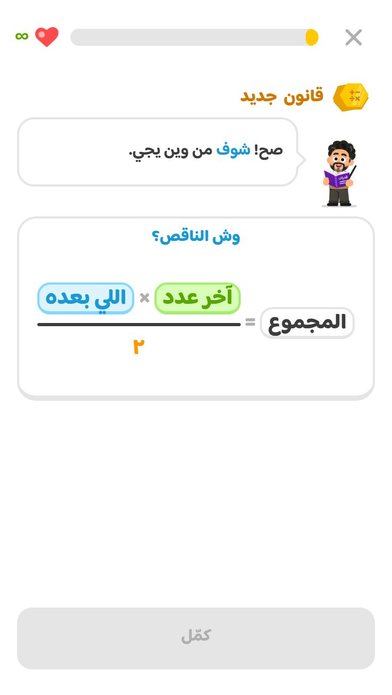 ∞
قانون جديد
صح! شوف من وين يجي.
وش الناقص؟
المجموع = آخر عدد × اللي بعده
٢
كمّل